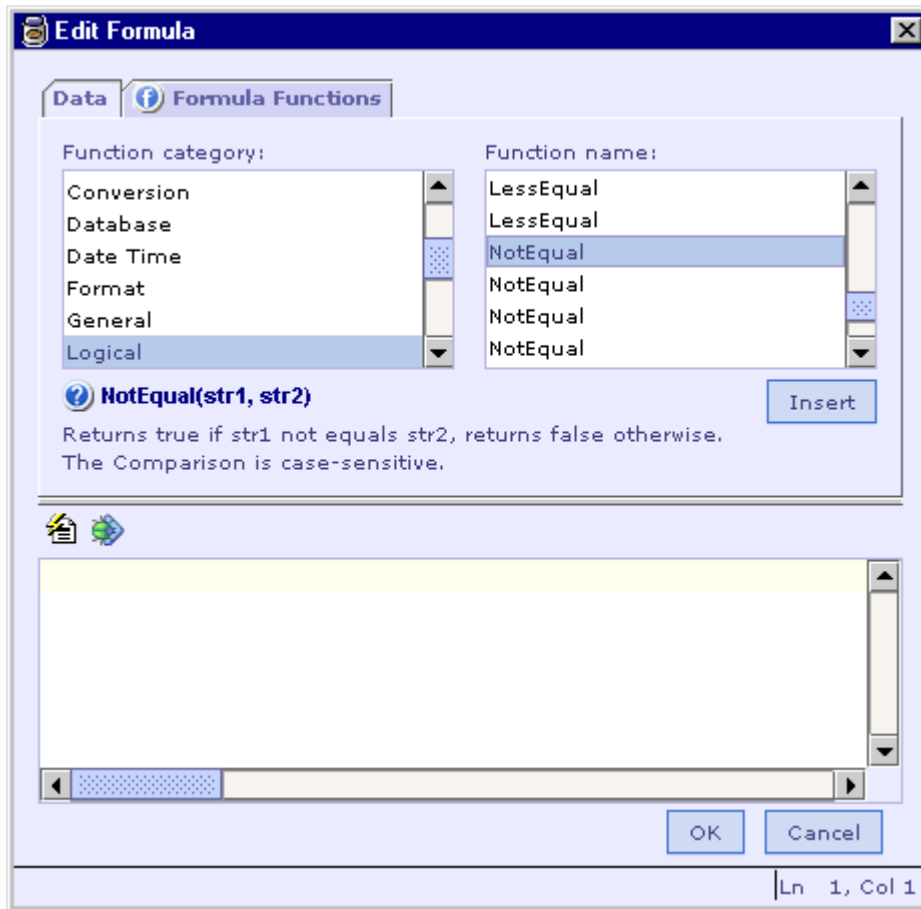 Edit Formula
Data
Formula Functions
Function category:
Function name:
Conversion
Database
Date Time
Format
General
Logical
LessEqual
LessEqual
NotEqual
NotEqual
NotEqual
NotEqual
NotEqual(str1, str2)
Insert
Returns true if str1 not equals str2, returns false otherwise.
The Comparison is case-sensitive.
OK
Cancel
Ln 1, Col 1